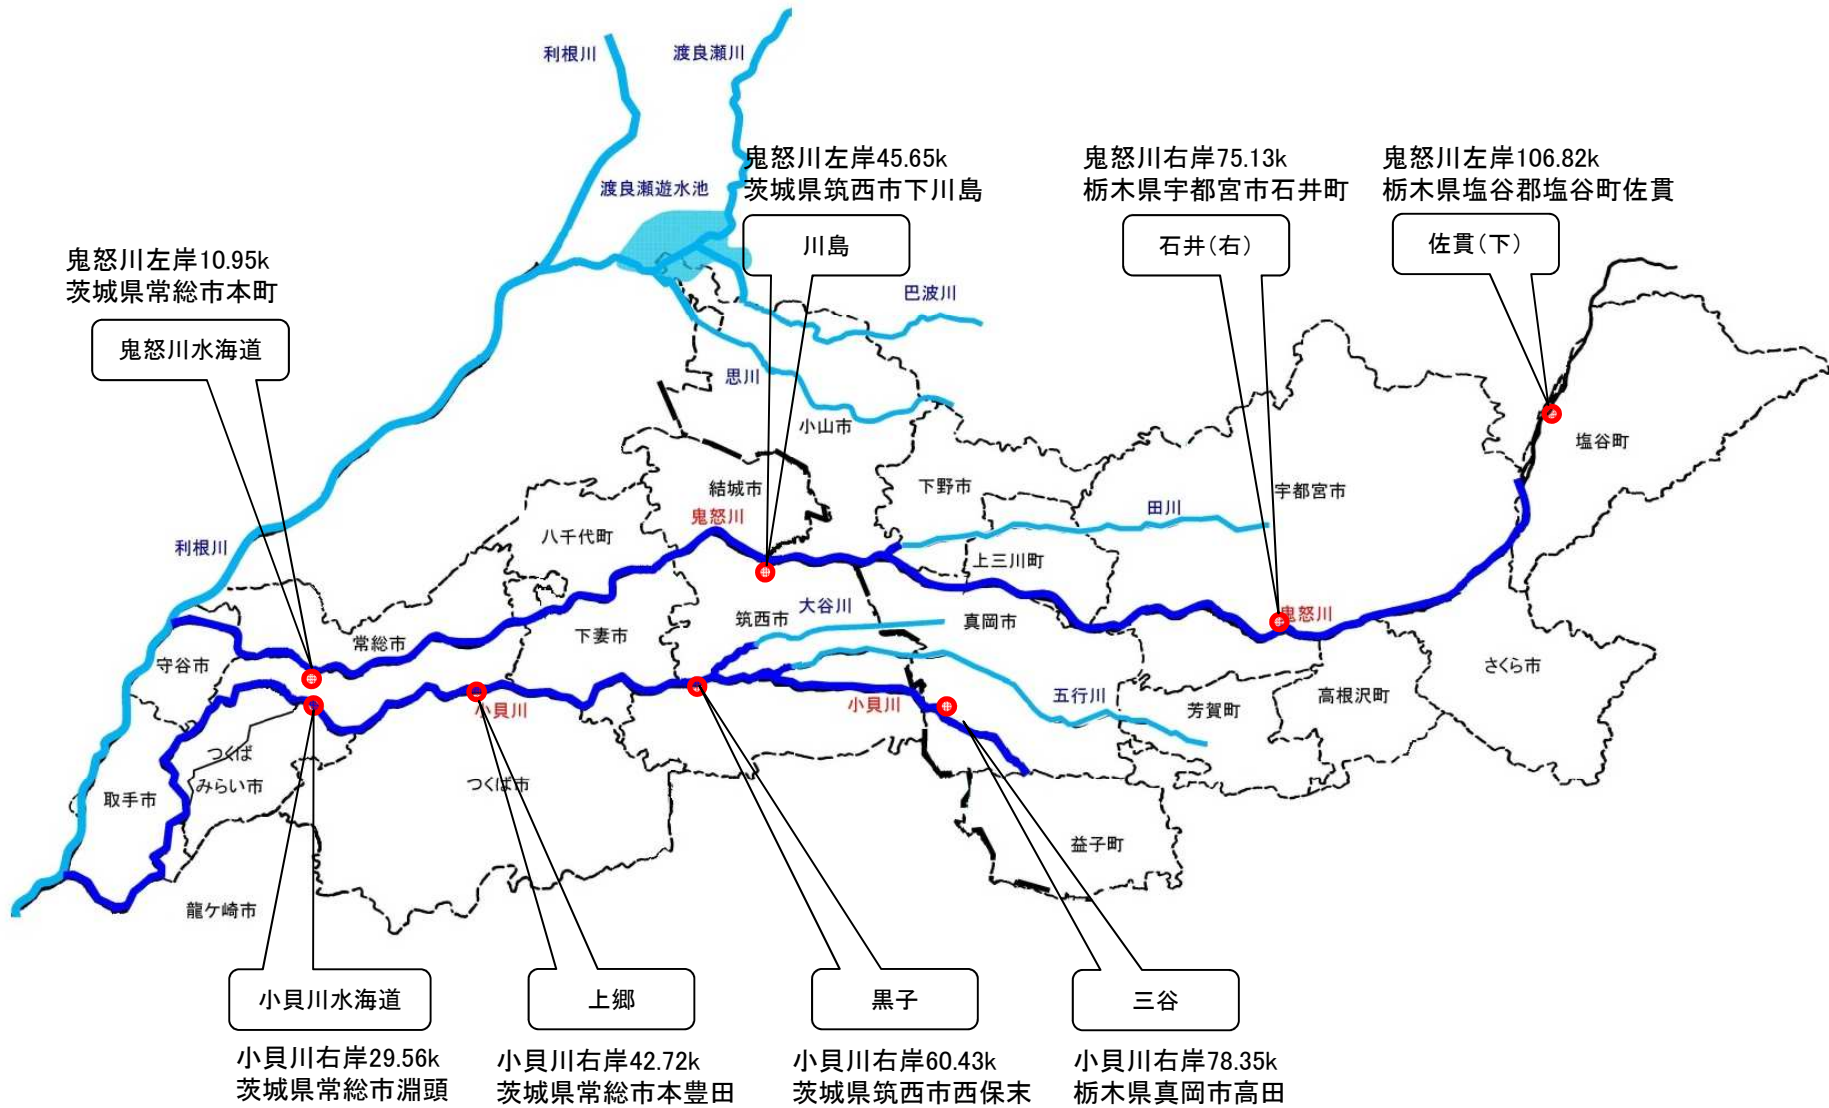 利根川
渡良瀬川
鬼怒川左岸45.65k
茨城県筑西市下川島
鬼怒川右岸75.13k
栃木県宇都宮市石井町
鬼怒川左岸106.82k
栃木県塩谷郡塩谷町佐貫
渡良瀬遊水池
川島
石井(右)
佐貫(下)
鬼怒川左岸10.95k
茨城県常総市本町
巴波川
鬼怒川水海道
思川
小山市
塩谷町
結城市
下野市
宇都宮市
田川
鬼怒川
八千代町
利根川
上三川町
大谷川
筑西市
真岡市
鬼怒川
常総市
下妻市
守谷市
さくら市
五行川
高根沢町
芳賀町
小貝川
小貝川
つくば
みらい市
つくば市
取手市
益子町
龍ケ崎市
小貝川水海道
上郷
黒子
三谷
小貝川右岸29.56k
茨城県常総市淵頭
小貝川右岸42.72k
茨城県常総市本豊田
小貝川右岸60.43k
茨城県筑西市西保末
小貝川右岸78.35k
栃木県真岡市高田